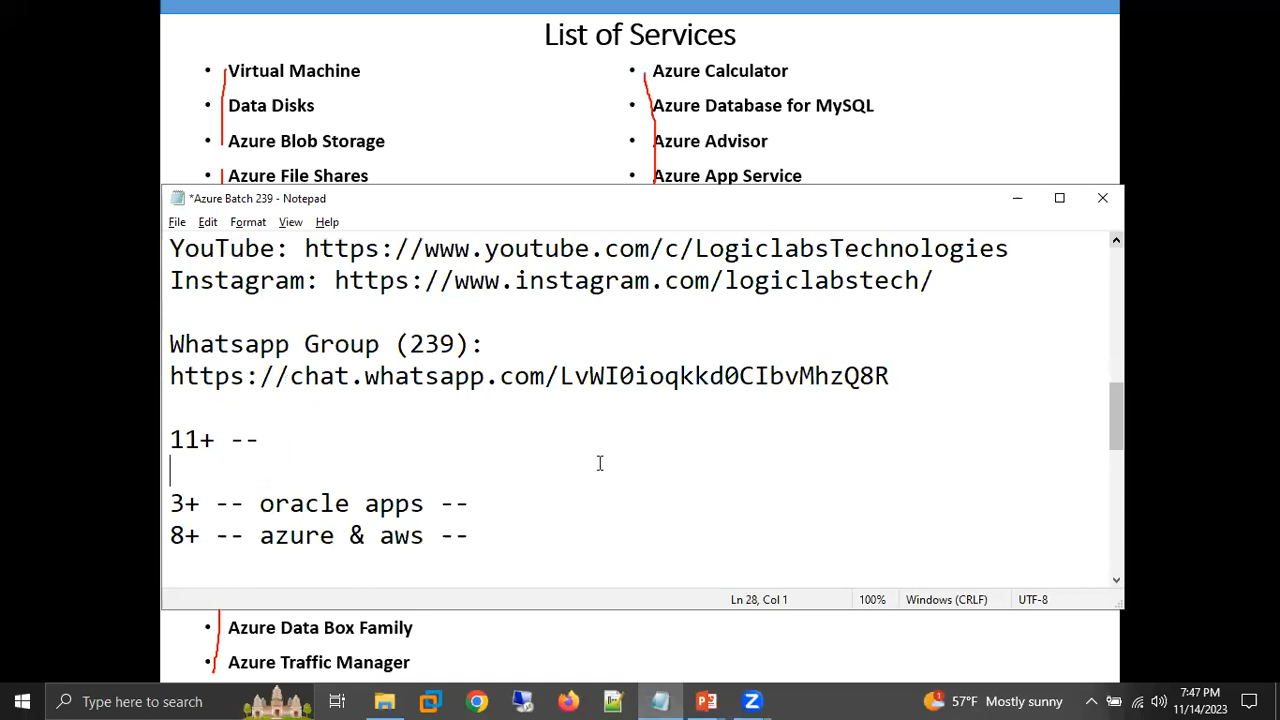 List of Services
• Virtual Machine
• Data Disks
• Azure Blob Storage
• Azure File Shares
• Azure Calculator
• Azure Database for MySQL
• Azure Advisor
• Azure App Service
*Azure Batch 239 - Notepad
File Edit Format View Help
YouTube: https://www.youtube.com/c/LogiclabsTechnologies
Instagram: https://www.instagram.com/logiclabstech/
Whatsapp Group (239):
https://chat.whatsapp.com/LvWI0ioqkkd0CIbvMhzQ8R
11+ --
3+ -- oracle apps --
8+ -- azure & aws --
Ln 28, Col 1 100% Windows (CRLF) UTF-8
• Azure Data Box Family
• Azure Traffic Manager
Type here to search
1
57°F Mostly sunny
7:47 PM
11/14/2023